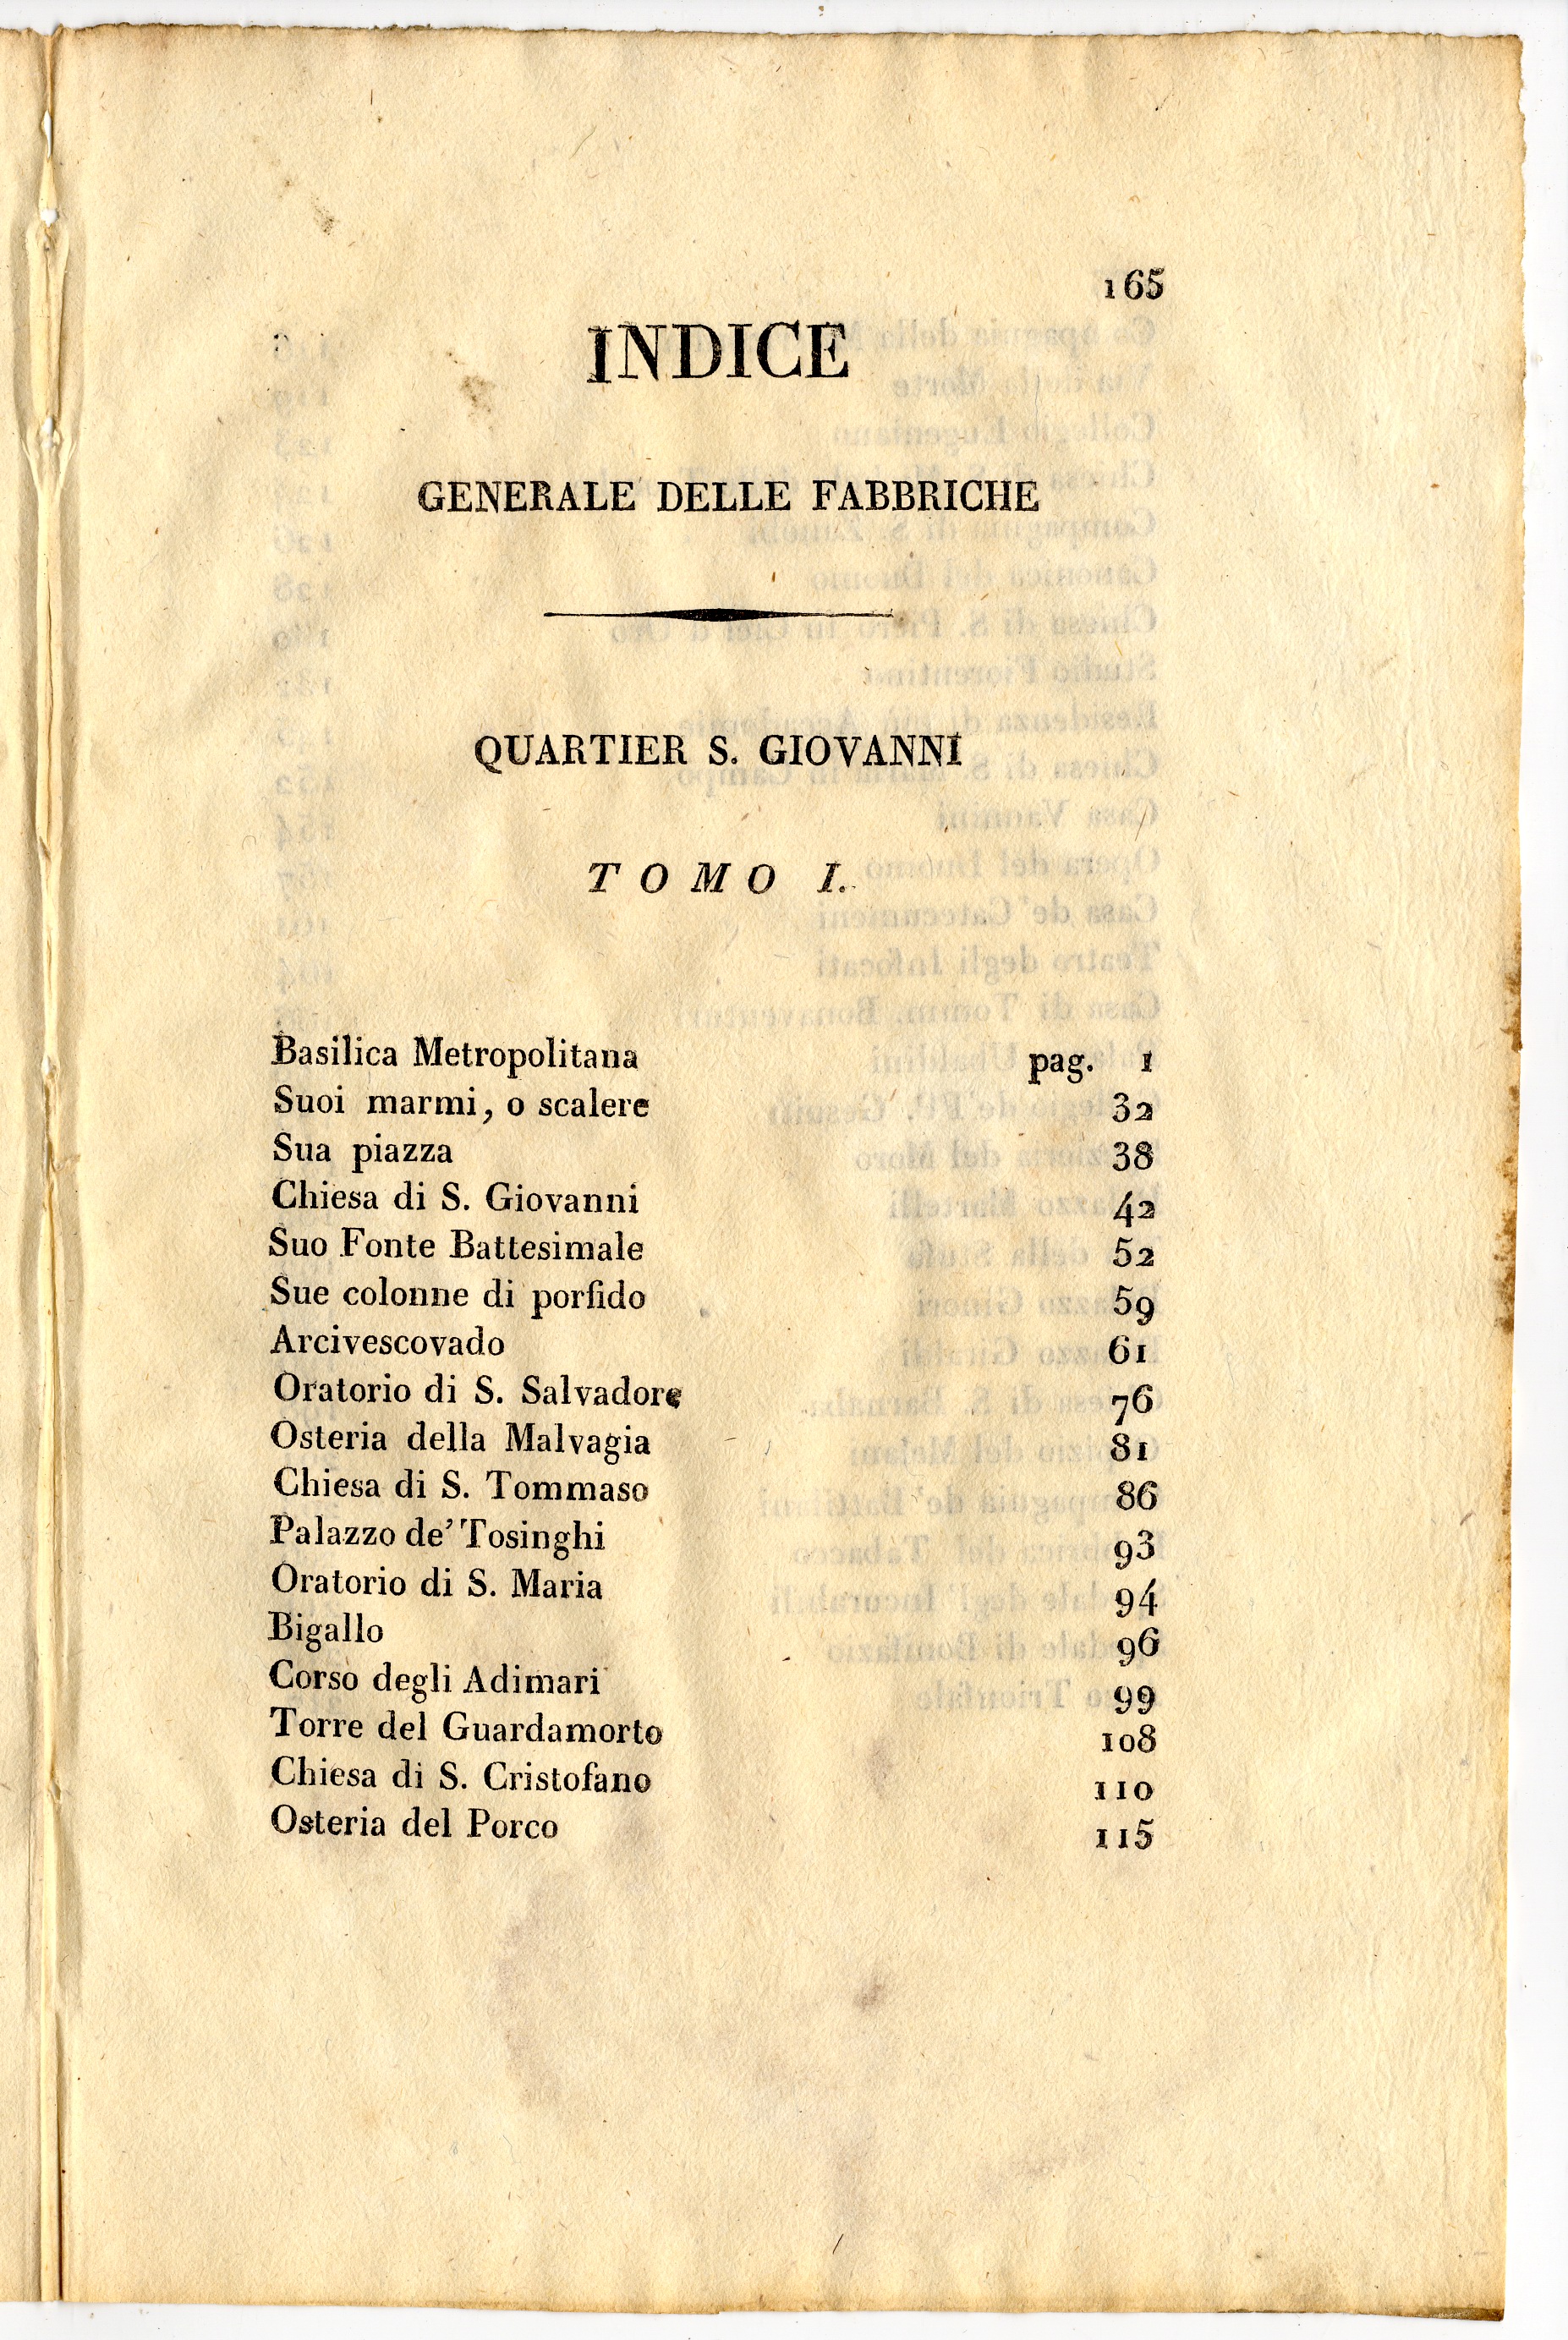 165
INDICE
GENERALE DELLE FABBRICHE
QUARTIER S. GIOVANNI
TOMO I.
Basilica Metropolitana pag. 1
Suoi marmi, o scalere 32
Sua piazza 38
Chiesa di S. Giovanni 42
Suo Fonte Battesimale 52
Sue colonne di porfido 59
Arcivescovado 61
Oratorio di S. Salvadore 76
Osteria della Malvagia 81
Chiesa di S. Tommaso 86
Palazzo de' Tosinghi 93
Oratorio di S. Maria 94
Bigallo 96
Corso degli Adimari 99
Torre del Guardamorto 108
Chiesa di S. Cristofano 110
Osteria del Porco 115